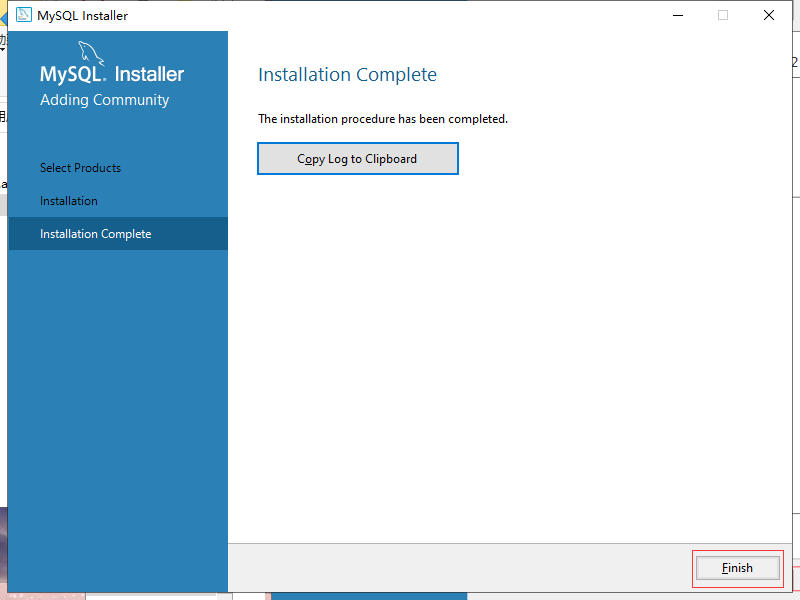 MySQL Installer
MySQL. Installer
Adding Community
Select Products
Installation
Installation Complete
Installation Complete
The installation procedure has been completed.
Copy Log to Clipboard
Finish